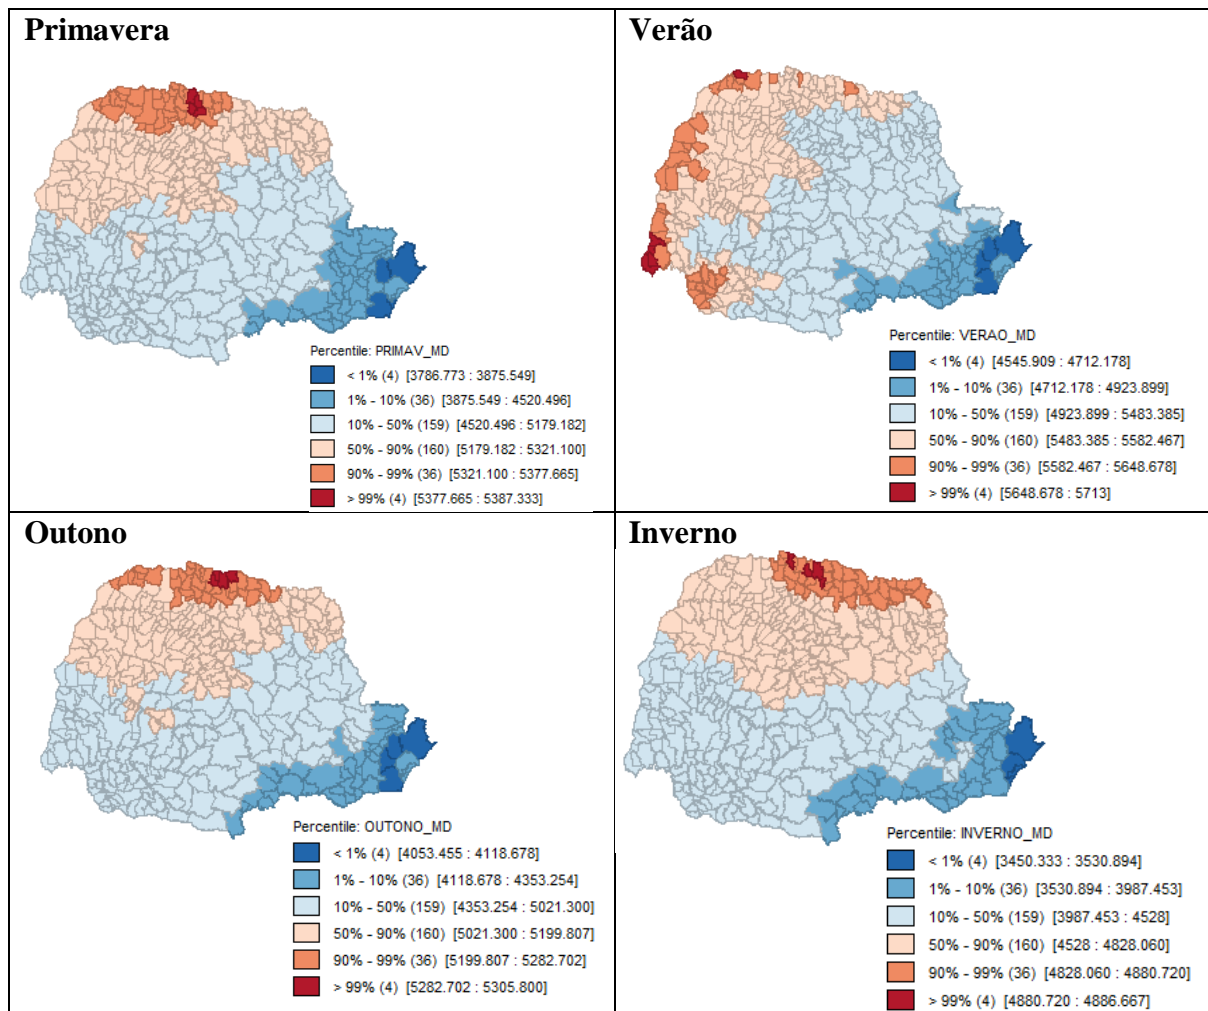 Primavera
Percentile: PRIMAV_MD
< 1% (4) [3786.773 : 3875.549]
1% - 10% (36) [3875.549 : 4520.496]
10% - 50% (159) [4520.496 : 5179.182]
50% - 90% (160) [5179.182 : 5321.100]
90% - 99% (36) [5321.100 : 5377.665]
> 99% (4) [5377.665 : 5387.333]
Verão
Percentile: VERAO_MD
< 1% (4) [4545.909 : 4712.178]
1% - 10% (36) [4712.178 : 4923.899]
10% - 50% (159) [4923.899 : 5483.385]
50% - 90% (160) [5483.385 : 5582.467]
90% - 99% (36) [5582.467 : 5648.678]
> 99% (4) [5648.678 : 5713]
Outono
Percentile: OUTONO_MD
< 1% (4) [4053.455 : 4118.678]
1% - 10% (36) [4118.678 : 4353.254]
10% - 50% (159) [4353.254 : 5021.300]
50% - 90% (160) [5021.300 : 5199.807]
90% - 99% (36) [5199.807 : 5282.702]
> 99% (4) [5282.702 : 5305.800]
Inverno
Percentile: INVERNO_MD
< 1% (4) [3450.333 : 3530.894]
1% - 10% (36) [3530.894 : 3987.453]
10% - 50% (159) [3987.453 : 4528]
50% - 90% (160) [4528 : 4828.060]
90% - 99% (36) [4828.060 : 4880.720]
> 99% (4) [4880.720 : 4886.667]